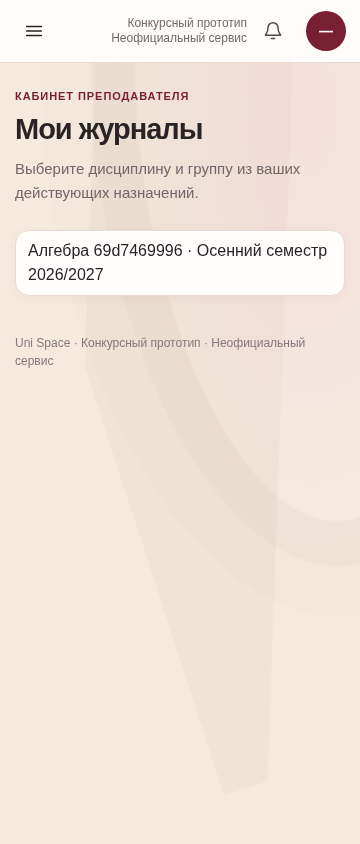 Конкурсный прототип
Неофициальный сервис
—
КАБИНЕТ ПРЕПОДАВАТЕЛЯ
Мои журналы
Выберите дисциплину и группу из ваших
действующих назначений.
Алгебра 69d7469996 · Осенний семестр
2026/2027
Uni Space · Конкурсный прототип · Неофициальный
сервис